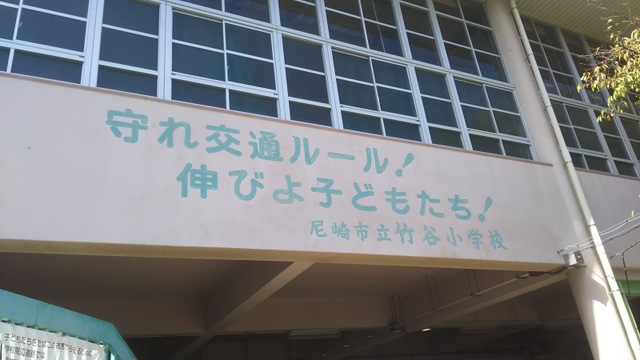 守れ交通ルール!
伸びよ子どもたち!
尼崎市立竹谷小学校